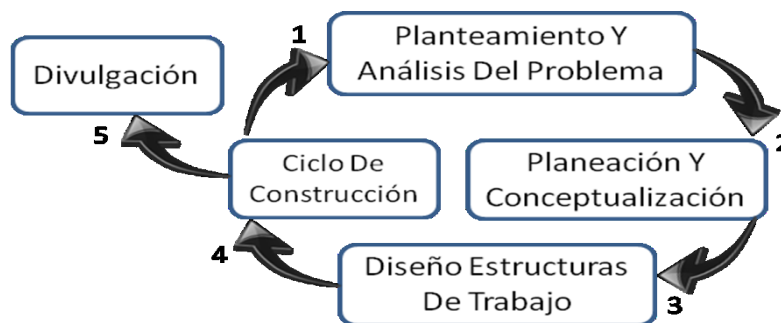 1
Planteamiento Y
Análisis Del Problema
2
Planeación Y
Conceptualización
3
Diseño Estructuras
De Trabajo
4
Ciclo De
Construcción
5
Divulgación